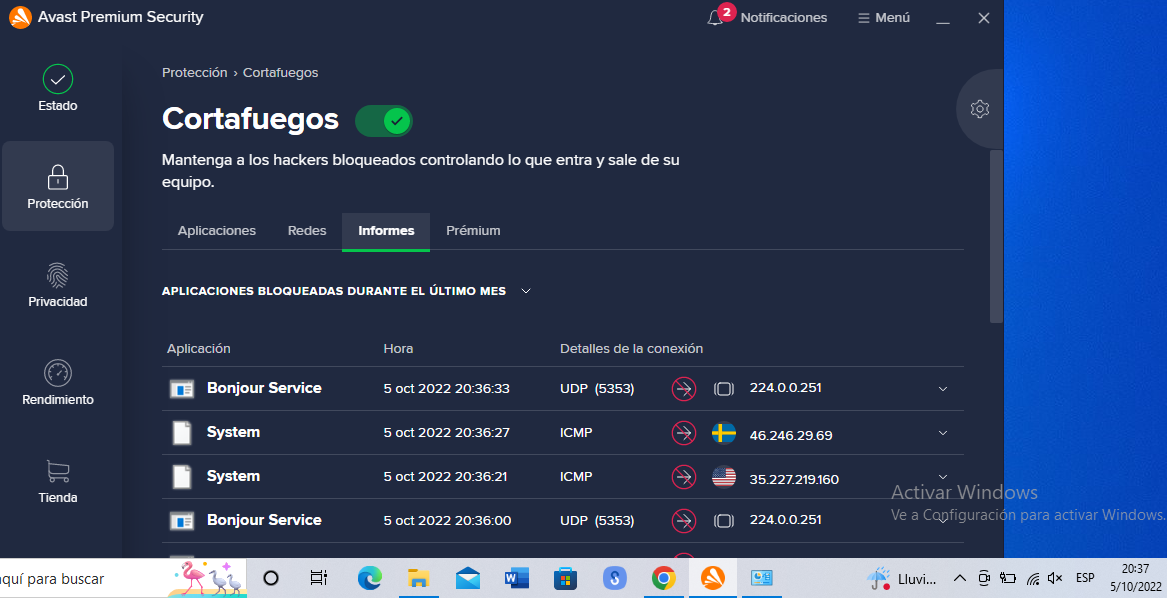 Avast Premium Security
2 Notificaciones
Menú
Estado
Protección
Privacidad
Rendimiento
Tienda
Protección › Cortafuegos
Cortafuegos
Mantenga a los hackers bloqueados controlando lo que entra y sale de su
equipo.
Aplicaciones Redes Informes Prémium
APLICACIONES BLOQUEADAS DURANTE EL ÚLTIMO MES
Aplicación Hora Detalles de la conexión
Bonjour Service 5 oct 2022 20:36:33 UDP (5353) 224.0.0.251
System 5 oct 2022 20:36:27 ICMP 46.246.29.69
System 5 oct 2022 20:36:21 ICMP 35.227.219.160
Bonjour Service 5 oct 2022 20:36:00 UDP (5353) 224.0.0.251
Activar Windows
Ve a Configuración para activar Windows.
aquí para buscar
W
S
Lluvi...
ESP
20:37
5/10/2022